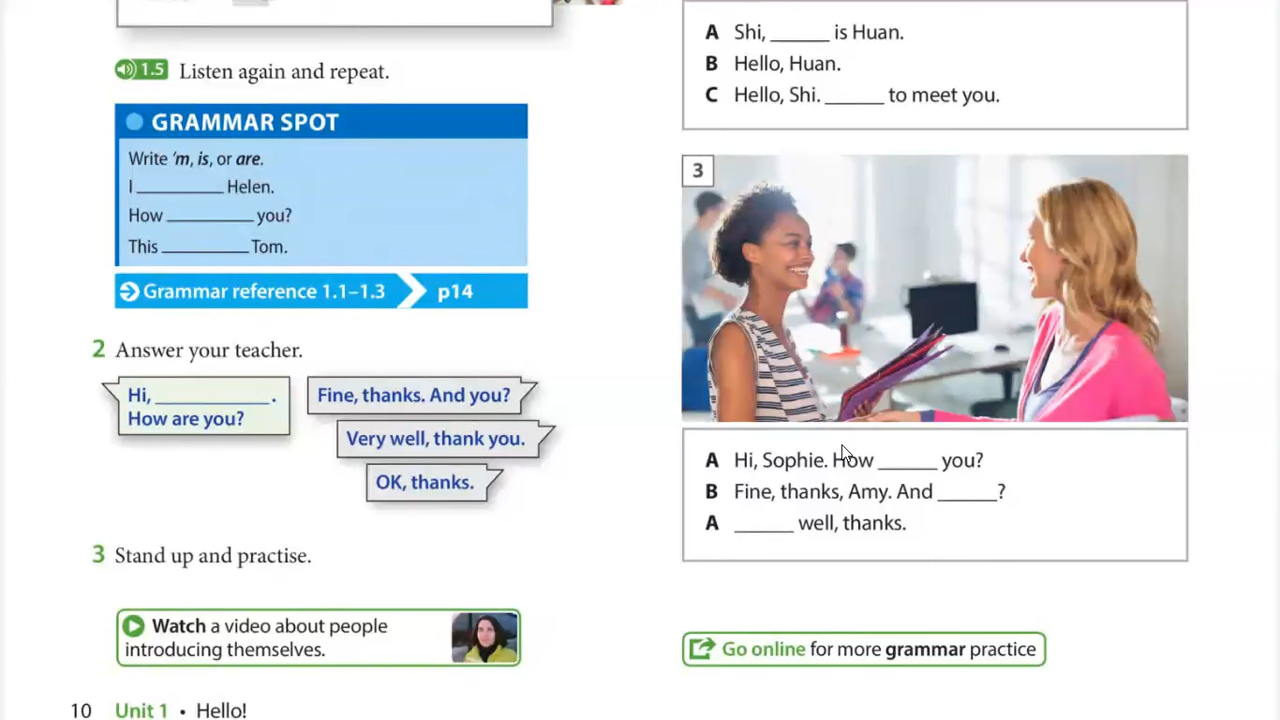 1.5 Listen again and repeat.
GRAMMAR SPOT
Write ’m, is, or are.
I __________ Helen.
How __________ you?
This __________ Tom.
Grammar reference 1.1–1.3 p14
2 Answer your teacher.
Hi, __________ .
How are you?
Fine, thanks. And you?
Very well, thank you.
OK, thanks.
3 Stand up and practise.
Watch a video about people
introducing themselves.
10 Unit 1 • Hello!
A Shi, ______ is Huan.
B Hello, Huan.
C Hello, Shi. ______ to meet you.
3
A Hi, Sophie. How ______ you?
B Fine, thanks, Amy. And ______?
A ______ well, thanks.
Go online for more grammar practice